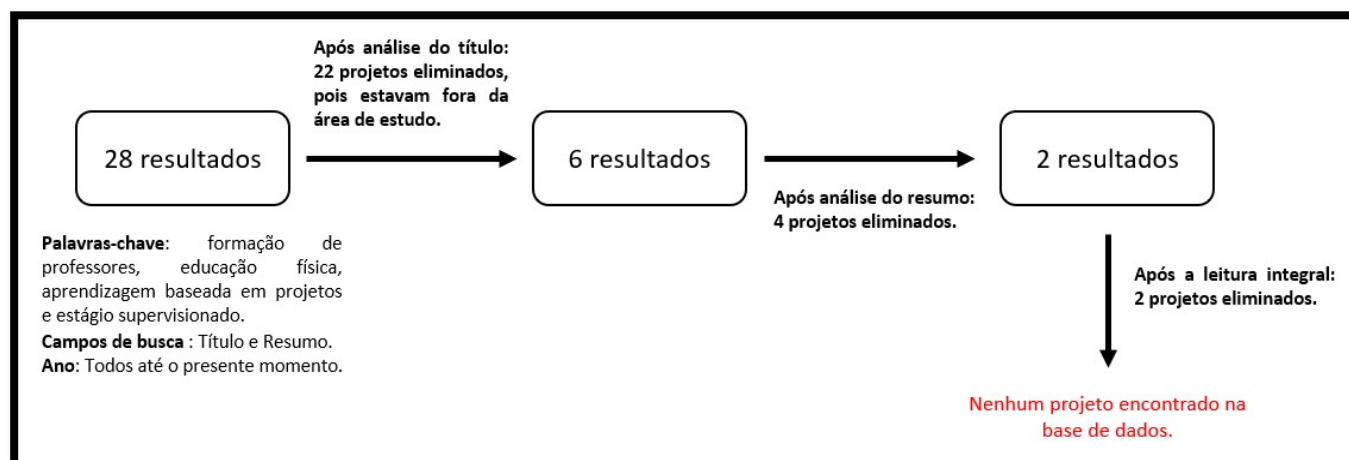 Após análise do título:
22 projetos eliminados,
pois estavam fora da
área de estudo.
28 resultados
6 resultados
2 resultados
Após análise do resumo:
4 projetos eliminados.
Palavras-chave: formação de
professores, educação física,
aprendizagem baseada em projetos
e estágio supervisionado.
Campos de busca : Título e Resumo.
Ano: Todos até o presente momento.
Após a leitura integral:
2 projetos eliminados.
Nenhum projeto encontrado na
base de dados.